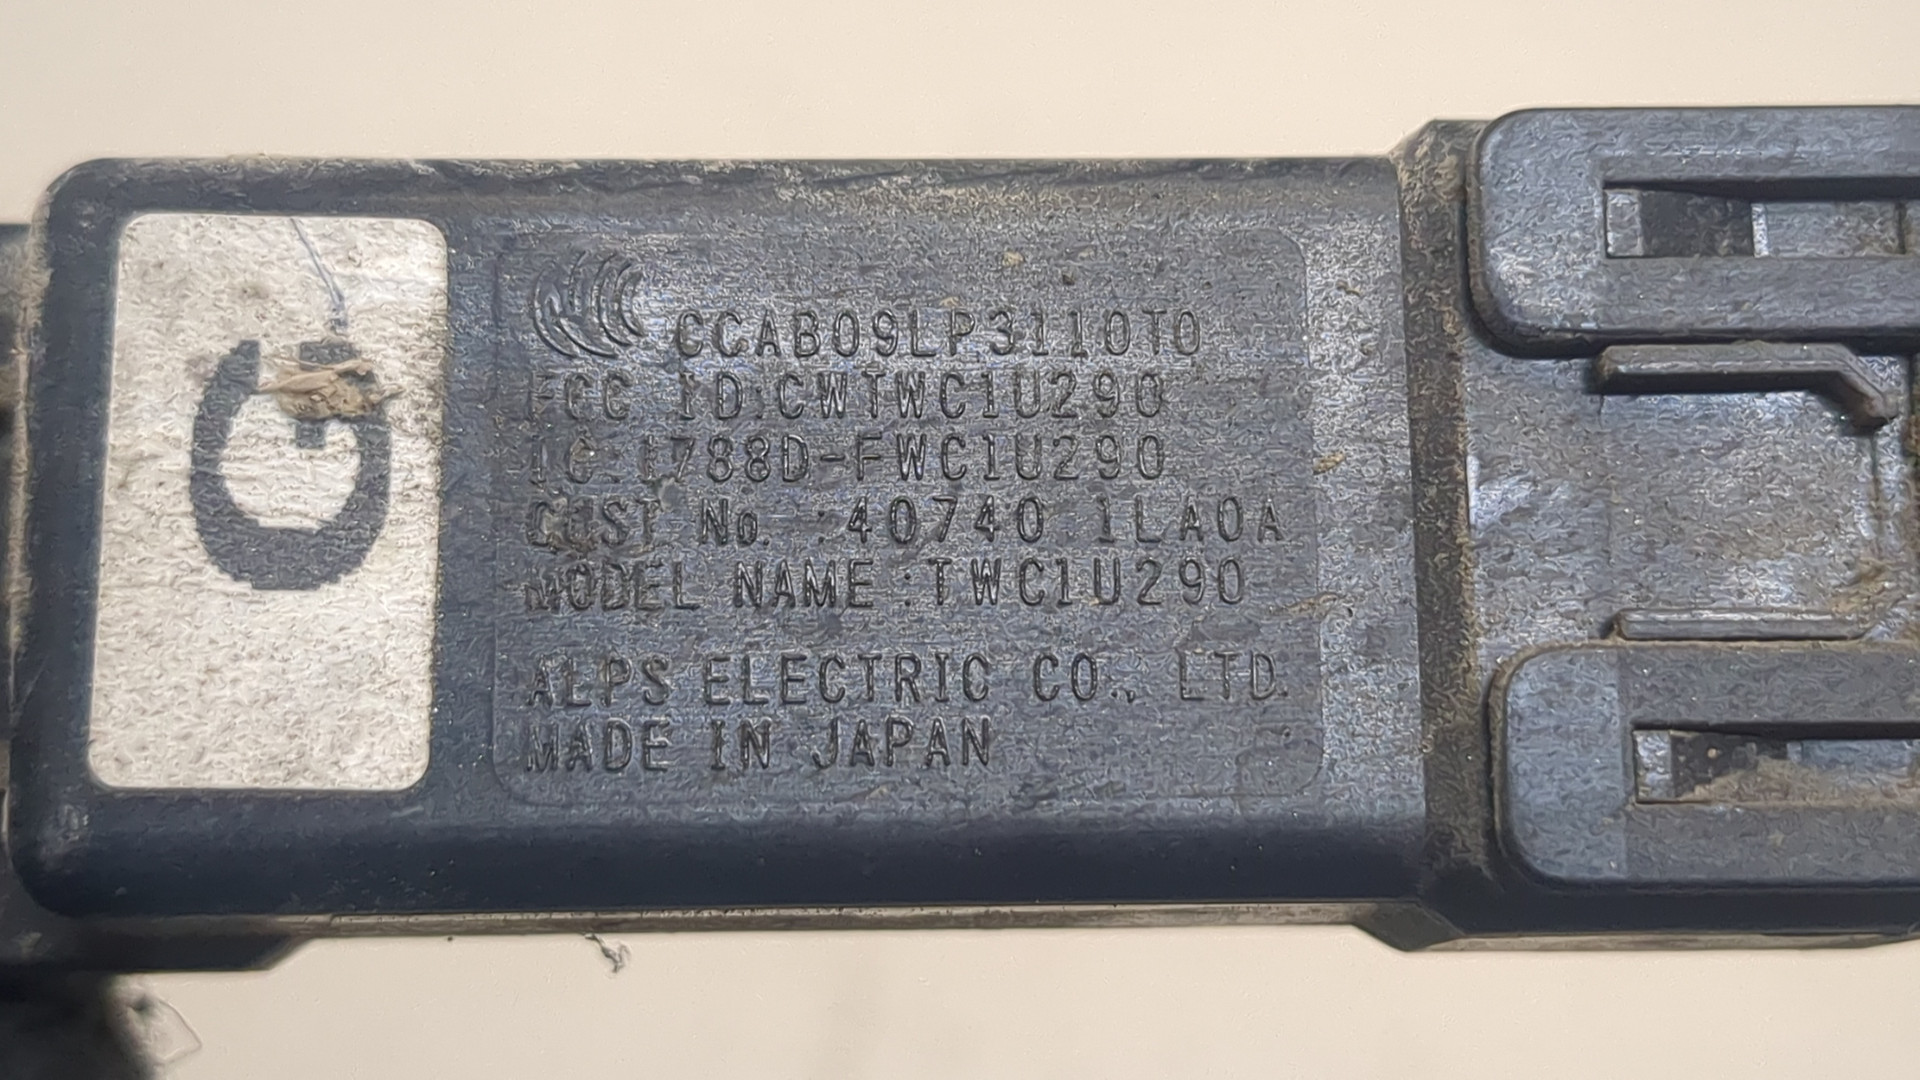 G
CCAB09LP3110T0
FCC ID:CWTWC1U290
IC:1788D-FWC1U290
CUST No. :40740 1LA0A
MODEL NAME:TWC1U290
ALPS ELECTRIC CO., LTD.
MADE IN JAPAN